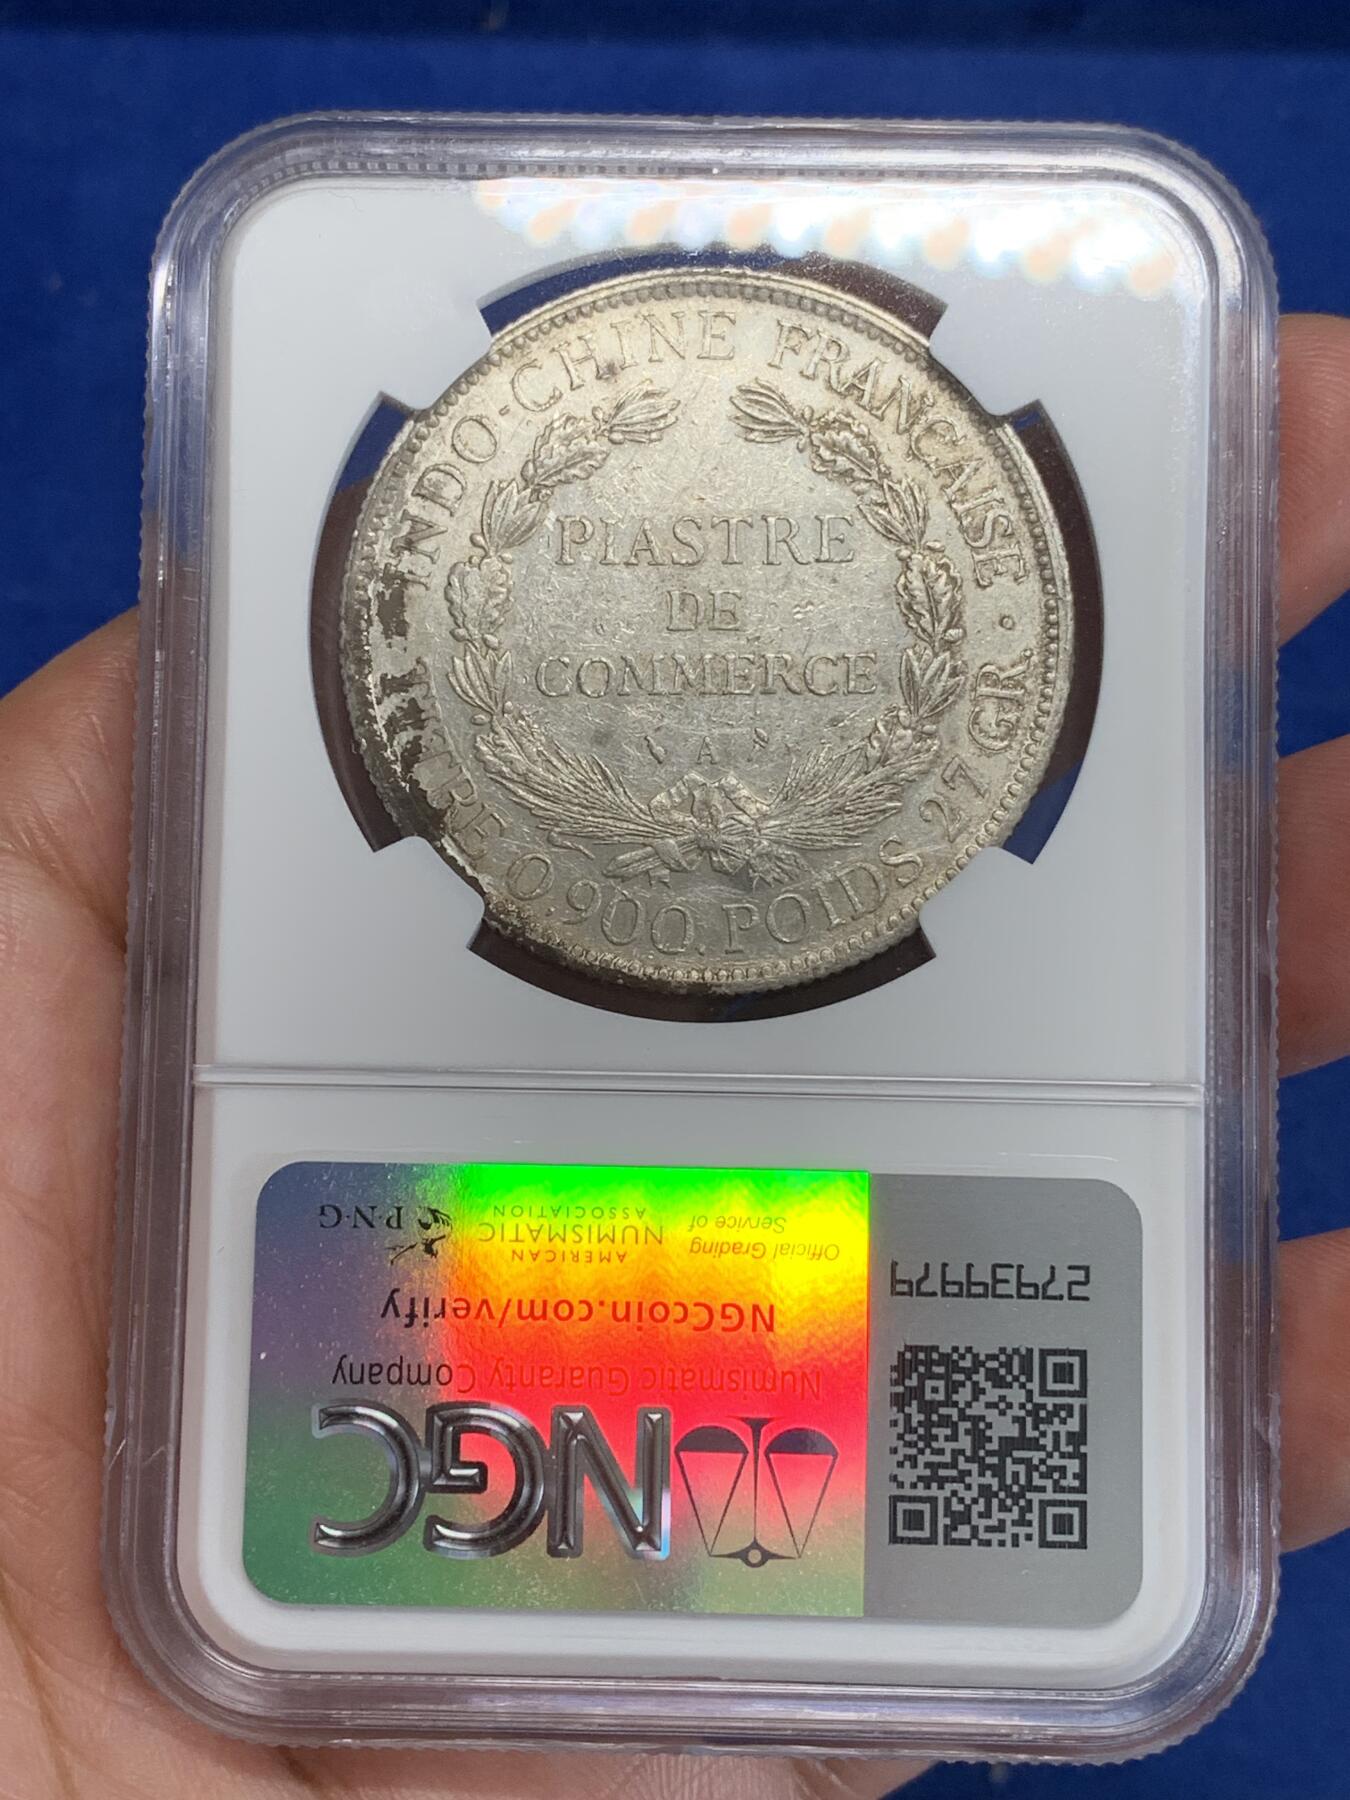 INDO-CHINE FRANÇAISE ·
TITRE 0,900. POIDS 27 GR.
PIASTRE
DE
COMMERCE
A
NGC
Numismatic Guaranty Company
NGCcoin.com/verify
Official Grading
Service of
AMERICAN
NUMISMATIC
ASSOCIATION
P·N·G
27939979